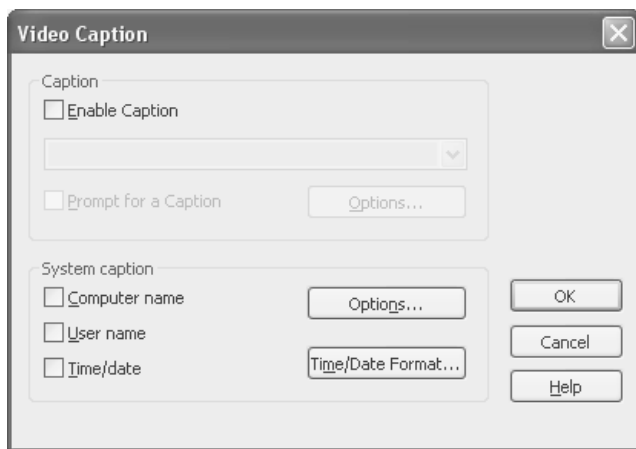 Video Caption
Caption
Enable Caption
Prompt for a Caption
Options...
System caption
Computer name
User name
Time/date
Options...
Time/Date Format...
OK
Cancel
Help